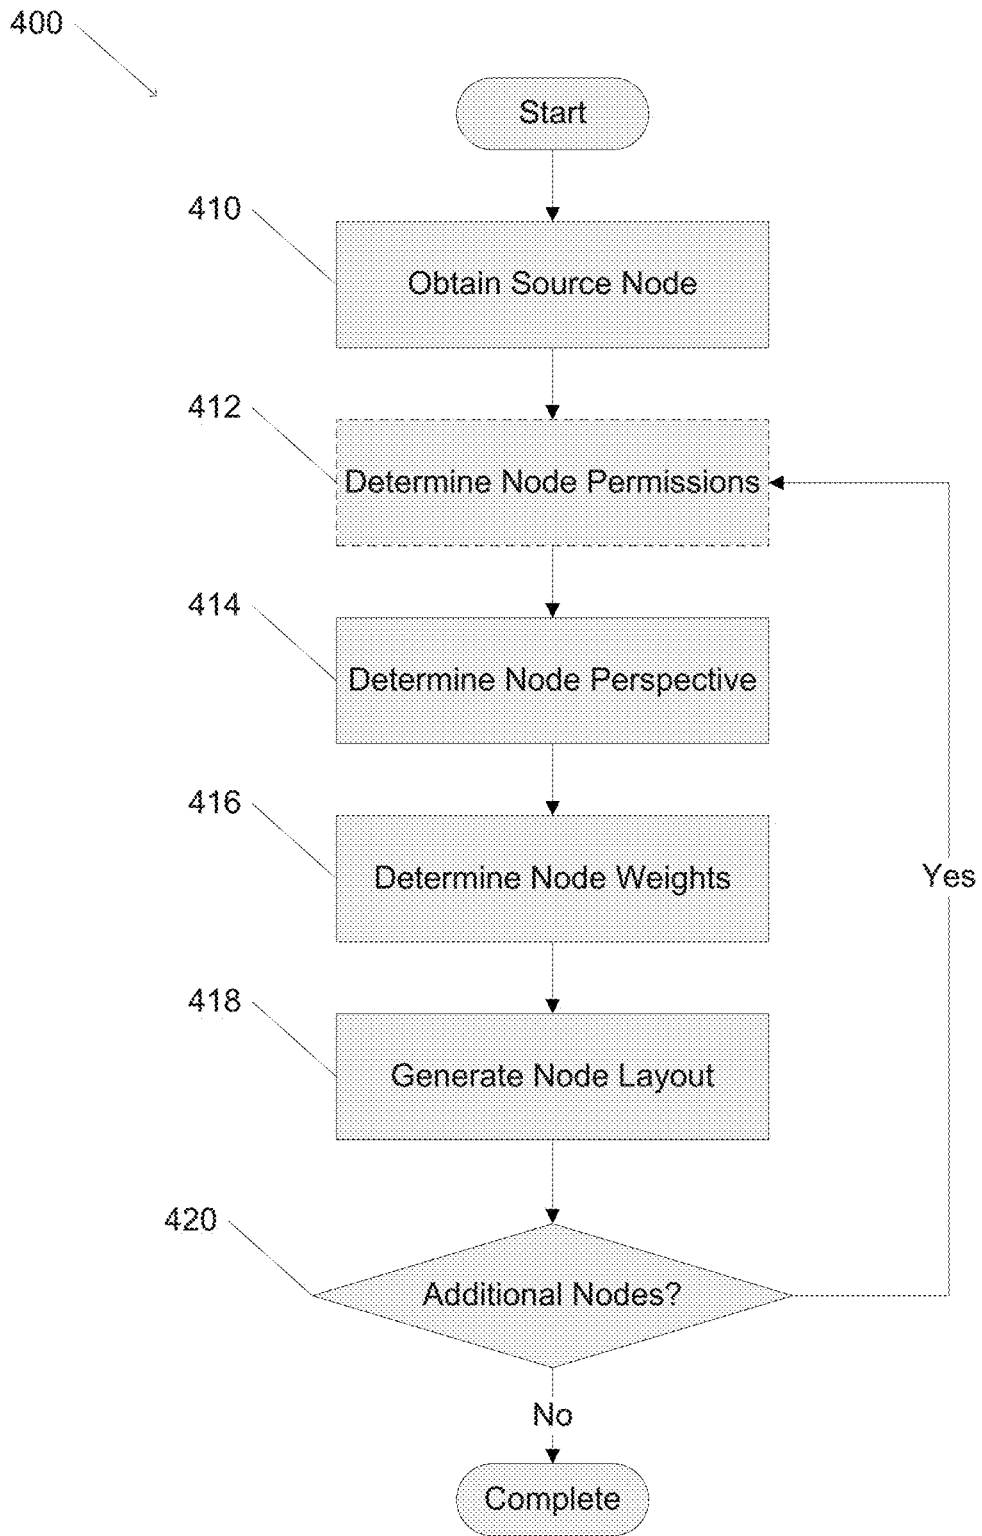 400
Start
410
Obtain Source Node
412
Determine Node Permissions
414
Determine Node Perspective
416
Determine Node Weights
Yes
418
Generate Node Layout
420
Additional Nodes?
No
Complete